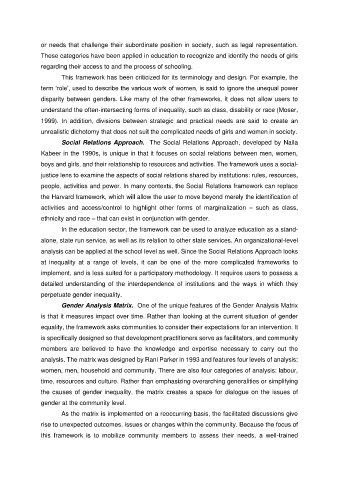 or needs that challenge their subordinate position in society, such as legal representation.
These categories have been applied in education to recognize and identify the needs of girls
regarding their access to and the process of schooling.
This framework has been criticized for its terminology and design. For example, the
term 'role', used to describe the various work of women, is said to ignore the unequal power
disparity between genders. Like many of the other frameworks, it does not allow users to
understand the often-intersecting forms of inequality, such as class, disability or race (Moser,
1999). In addition, divisions between strategic and practical needs are said to create an
unrealistic dichotomy that does not suit the complicated needs of girls and women in society.
Social Relations Approach. The Social Relations Approach, developed by Naila
Kabeer in the 1990s, is unique in that it focuses on social relations between men, women,
boys and girls, and their relationship to resources and activities. The framework uses a social-
justice lens to examine the aspects of social relations shared by institutions: rules, resources,
people, activities and power. In many contexts, the Social Relations framework can replace
the Harvard framework, which will allow the user to move beyond merely the identification of
activities and access/control to highlight other forms of marginalization – such as class,
ethnicity and race – that can exist in conjunction with gender.
In the education sector, the framework can be used to analyze education as a stand-
alone, state run service, as well as its relation to other state services. An organizational-level
analysis can be applied at the school level as well. Since the Social Relations Approach looks
at inequality at a range of levels, it can be one of the more complicated frameworks to
implement, and is less suited for a participatory methodology. It requires users to possess a
detailed understanding of the interdependence of institutions and the ways in which they
perpetuate gender inequality.
Gender Analysis Matrix. One of the unique features of the Gender Analysis Matrix
is that it measures impact over time. Rather than looking at the current situation of gender
equality, the framework asks communities to consider their expectations for an intervention. It
is specifically designed so that development practitioners serve as facilitators, and community
members are believed to have the knowledge and expertise necessary to carry out the
analysis. The matrix was designed by Rani Parker in 1993 and features four levels of analysis:
women, men, household and community. There are also four categories of analysis: labour,
time, resources and culture. Rather than emphasizing overarching generalities or simplifying
the causes of gender inequality, the matrix creates a space for dialogue on the issues of
gender at the community level.
As the matrix is implemented on a reoccurring basis, the facilitated discussions give
rise to unexpected outcomes, issues or changes within the community. Because the focus of
this framework is to mobilize community members to assess their needs, a well-trained